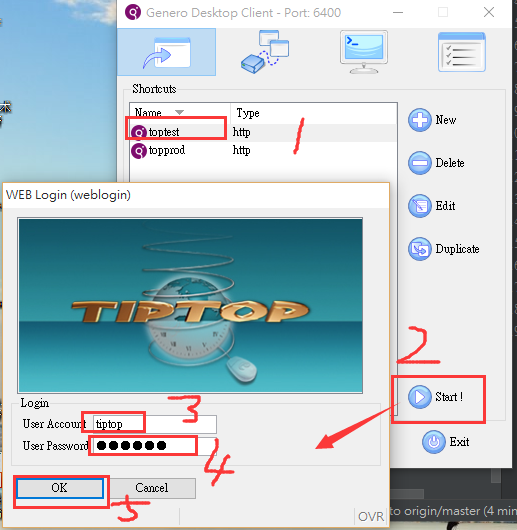 Genero Desktop Client - Port: 6400
Shortcuts
Name Type
toptest http
topprod http
1
New
Delete
Edit
Duplicate
2
Start !
Exit
WEB Login (weblogin)
TIPTOP
Login
3
User Account tiptop
User Password ●●●●●●
4
OK Cancel
5
OVR
to origin/master (4 min